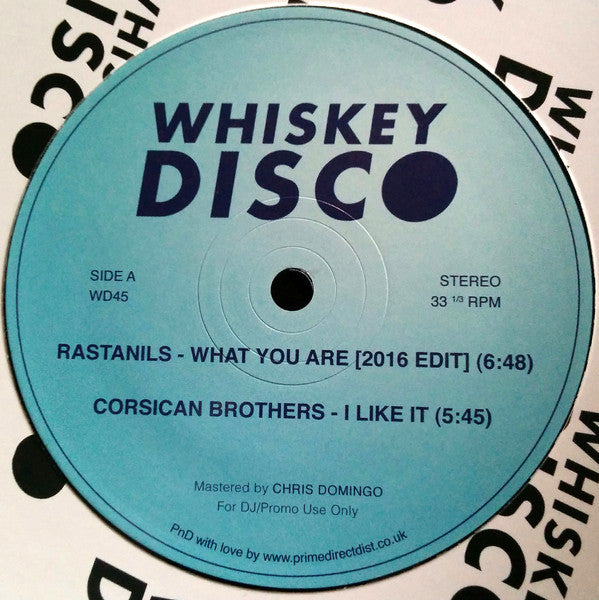 WHISKEY
DISCO
SIDE A
WD45
STEREO
33 1/3 RPM
RASTANILS - WHAT YOU ARE [2016 EDIT] (6:48)
CORSICAN BROTHERS - I LIKE IT (5:45)
Mastered by CHRIS DOMINGO
For DJ/Promo Use Only
PnD with love by www.primedirectdist.co.uk
WHISKEY
DISCO